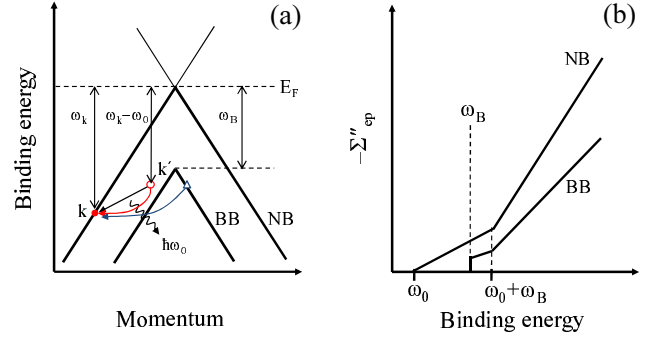 (a)
Binding energy
E_F
ω_k
ω_k−ω_0
ω_B
k′
k
BB
NB
ħω_0
Momentum
(b)
−Σ″_ep
NB
ω_B
BB
ω_0
ω_0+ω_B
Binding energy